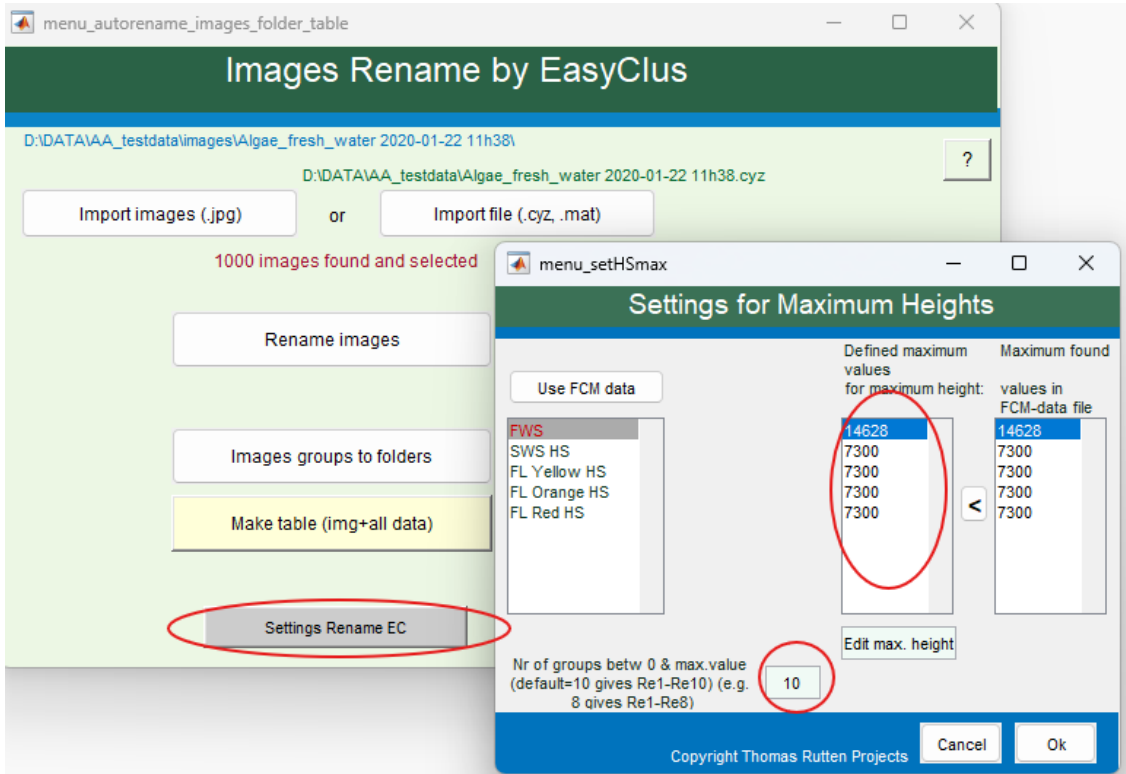 menu_autorename_images_folder_table
Images Rename by EasyClus
D:\DATA\AA_testdata\images\Algae_fresh_water 2020-01-22 11h38\
D:\DATA\AA_testdata\Algae_fresh_water 2020-01-22 11h38.cyz
?
Import images (.jpg)
or
Import file (.cyz, .mat)
1000 images found and selected
Rename images
Images groups to folders
Make table (img+all data)
Settings Rename EC
menu_setHSmax
Settings for Maximum Heights
Use FCM data
FWS
SWS HS
FL Yellow HS
FL Orange HS
FL Red HS
Defined maximum
values
for maximum height:
14628
7300
7300
7300
7300
<
Maximum found
values in
FCM-data file
14628
7300
7300
7300
7300
Edit max. height
Nr of groups betw 0 & max.value
(default=10 gives Re1-Re10) (e.g.
8 gives Re1-Re8)
10
Copyright Thomas Rutten Projects
Cancel
Ok